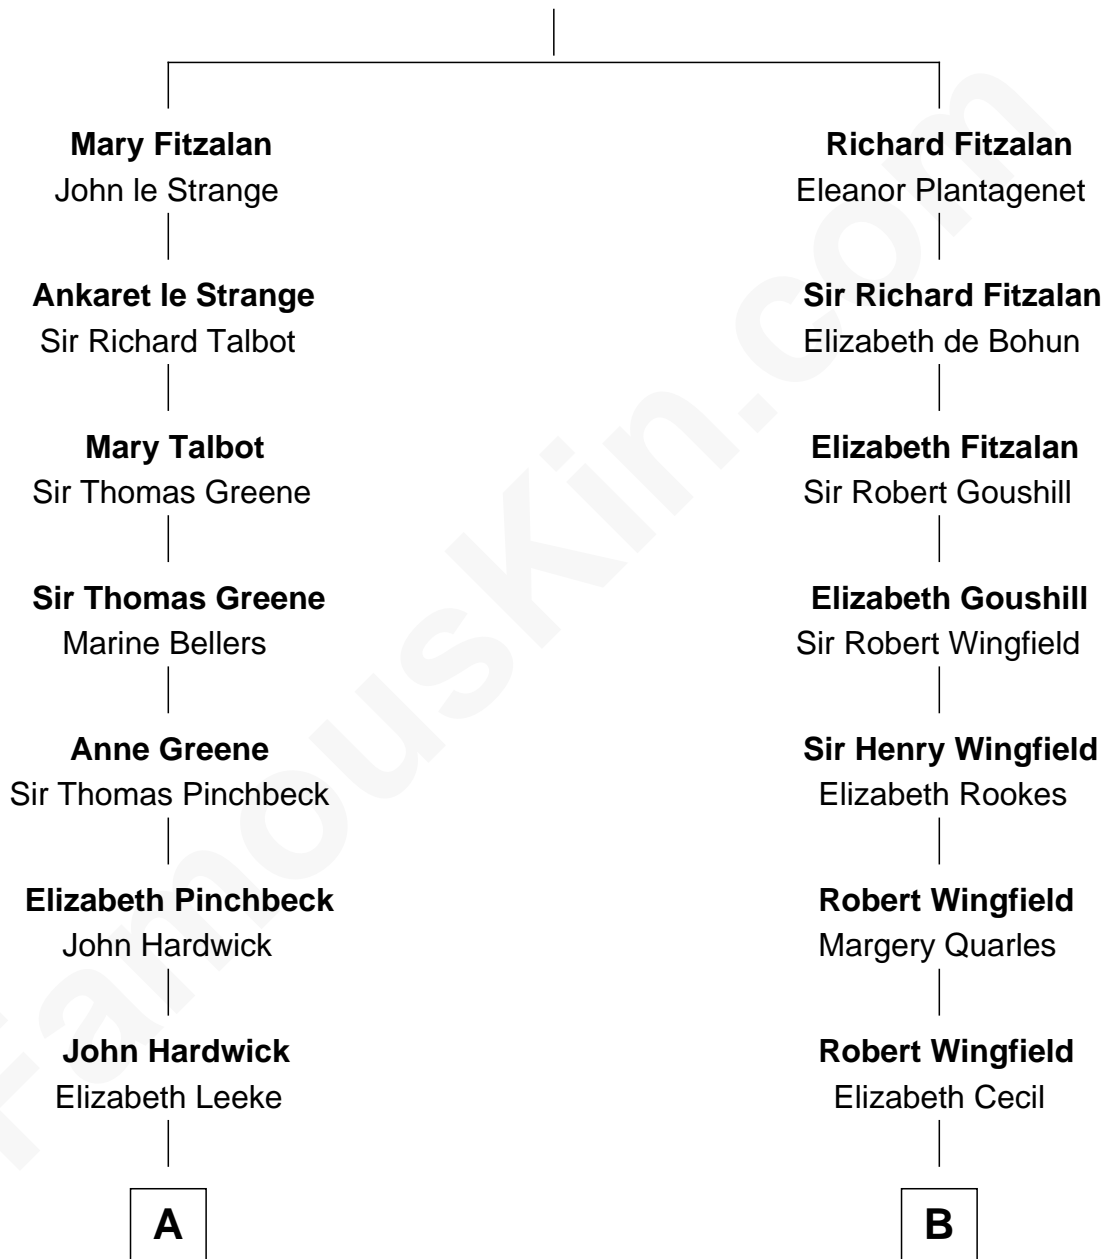 Mary Fitzalan
John le Strange
Richard Fitzalan
Eleanor Plantagenet
Ankaret le Strange
Sir Richard Talbot
Sir Richard Fitzalan
Elizabeth de Bohun
Mary Talbot
Sir Thomas Greene
Elizabeth Fitzalan
Sir Robert Goushill
Sir Thomas Greene
Marine Bellers
Elizabeth Goushill
Sir Robert Wingfield
Anne Greene
Sir Thomas Pinchbeck
Sir Henry Wingfield
Elizabeth Rookes
Elizabeth Pinchbeck
John Hardwick
Robert Wingfield
Margery Quarles
John Hardwick
Elizabeth Leeke
Robert Wingfield
Elizabeth Cecil
A
B
FamousKin.com